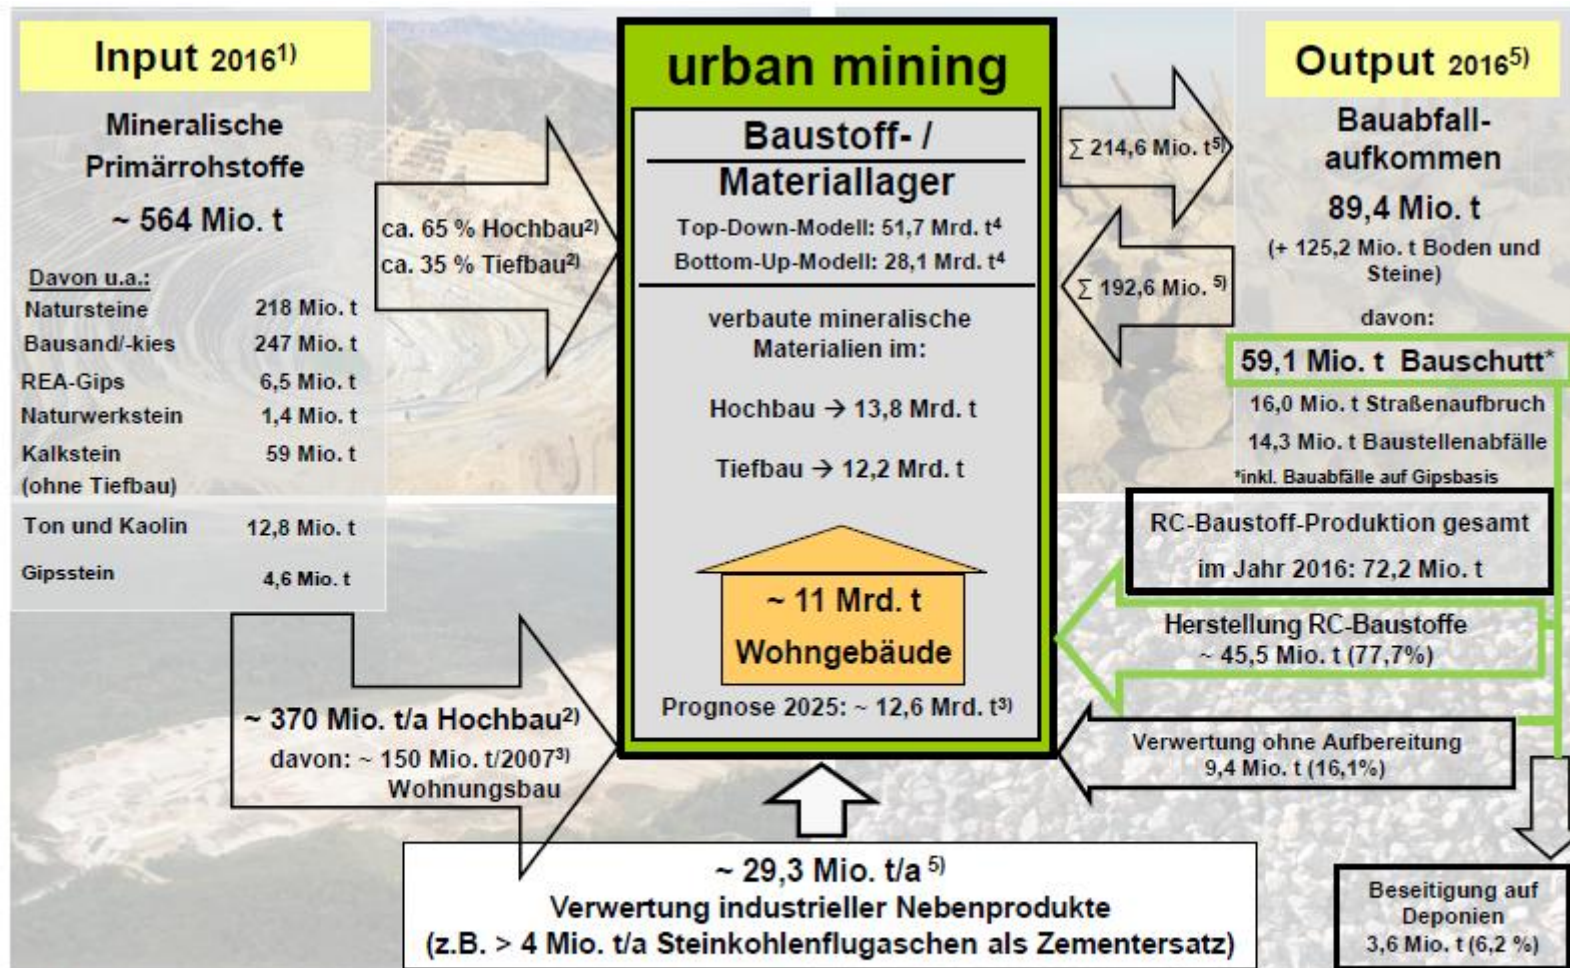 Input 2016¹⁾
Mineralische
Primärrohstoffe
~ 564 Mio. t
Davon u.a.:
Natursteine 218 Mio. t
Bausand/-kies 247 Mio. t
REA-Gips 6,5 Mio. t
Naturwerkstein 1,4 Mio. t
Kalkstein 59 Mio. t
(ohne Tiefbau)
Ton und Kaolin 12,8 Mio. t
Gipsstein 4,6 Mio. t
ca. 65 % Hochbau²⁾
ca. 35 % Tiefbau²⁾
~ 370 Mio. t/a Hochbau²⁾
davon: ~ 150 Mio. t/2007³⁾
Wohnungsbau
urban mining
Baustoff- /
Materiallager
Top-Down-Modell: 51,7 Mrd. t⁴
Bottom-Up-Modell: 28,1 Mrd. t⁴
verbaute mineralische
Materialien im:
Hochbau → 13,8 Mrd. t
Tiefbau → 12,2 Mrd. t
~ 11 Mrd. t
Wohngebäude
Prognose 2025: ~ 12,6 Mrd. t³⁾
~ 29,3 Mio. t/a ⁵⁾
Verwertung industrieller Nebenprodukte
(z.B. > 4 Mio. t/a Steinkohlenflugaschen als Zementersatz)
∑ 214,6 Mio. t⁵⁾
∑ 192,6 Mio. ⁵⁾
Output 2016⁵⁾
Bauabfall-
aufkommen
89,4 Mio. t
(+ 125,2 Mio. t Boden und
Steine)
davon:
59,1 Mio. t Bauschutt*
16,0 Mio. t Straßenaufbruch
14,3 Mio. t Baustellenabfälle
*inkl. Bauabfälle auf Gipsbasis
RC-Baustoff-Produktion gesamt
im Jahr 2016: 72,2 Mio. t
Herstellung RC-Baustoffe
~ 45,5 Mio. t (77,7%)
Verwertung ohne Aufbereitung
9,4 Mio. t (16,1%)
Beseitigung auf
Deponien
3,6 Mio. t (6,2 %)